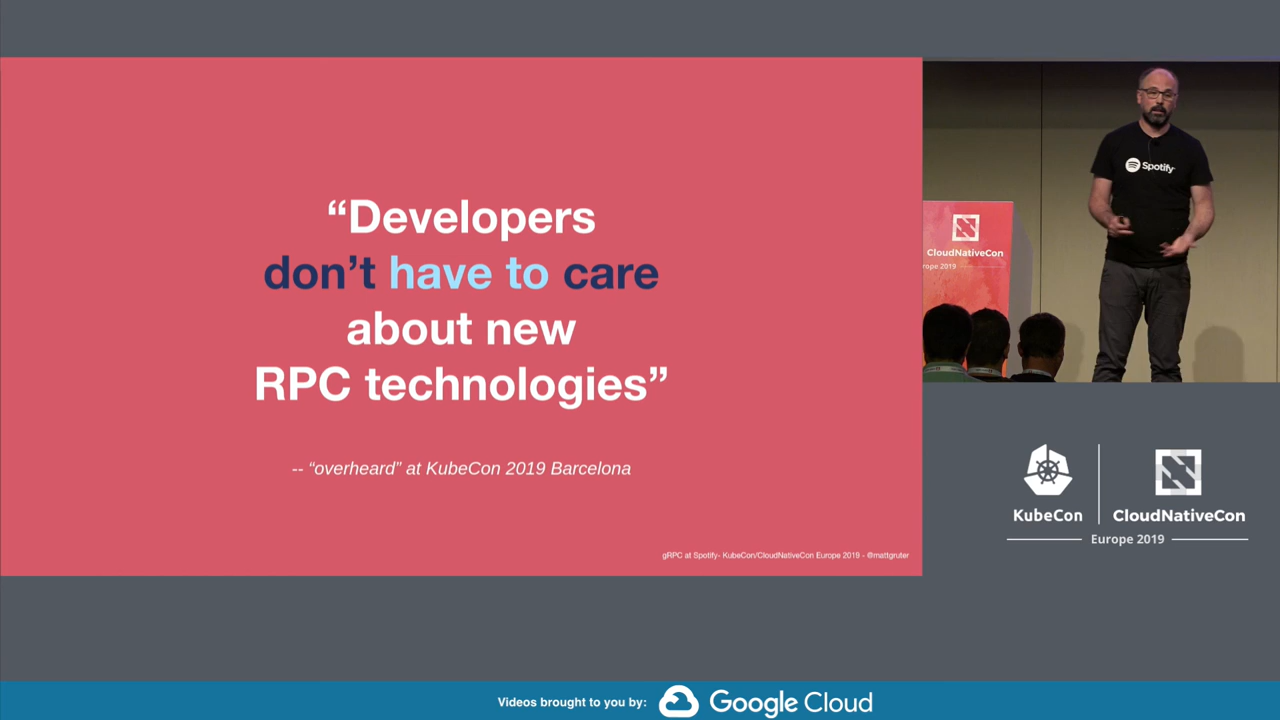 “Developers
don’t have to care
about new
RPC technologies”
-- “overheard” at KubeCon 2019 Barcelona
gRPC at Spotify- KubeCon/CloudNativeCon Europe 2019 - @mattgruter
Spotify
CloudNativeCon
rope 2019
KubeCon
CloudNativeCon
Europe 2019
Videos brought to you by:
Google Cloud